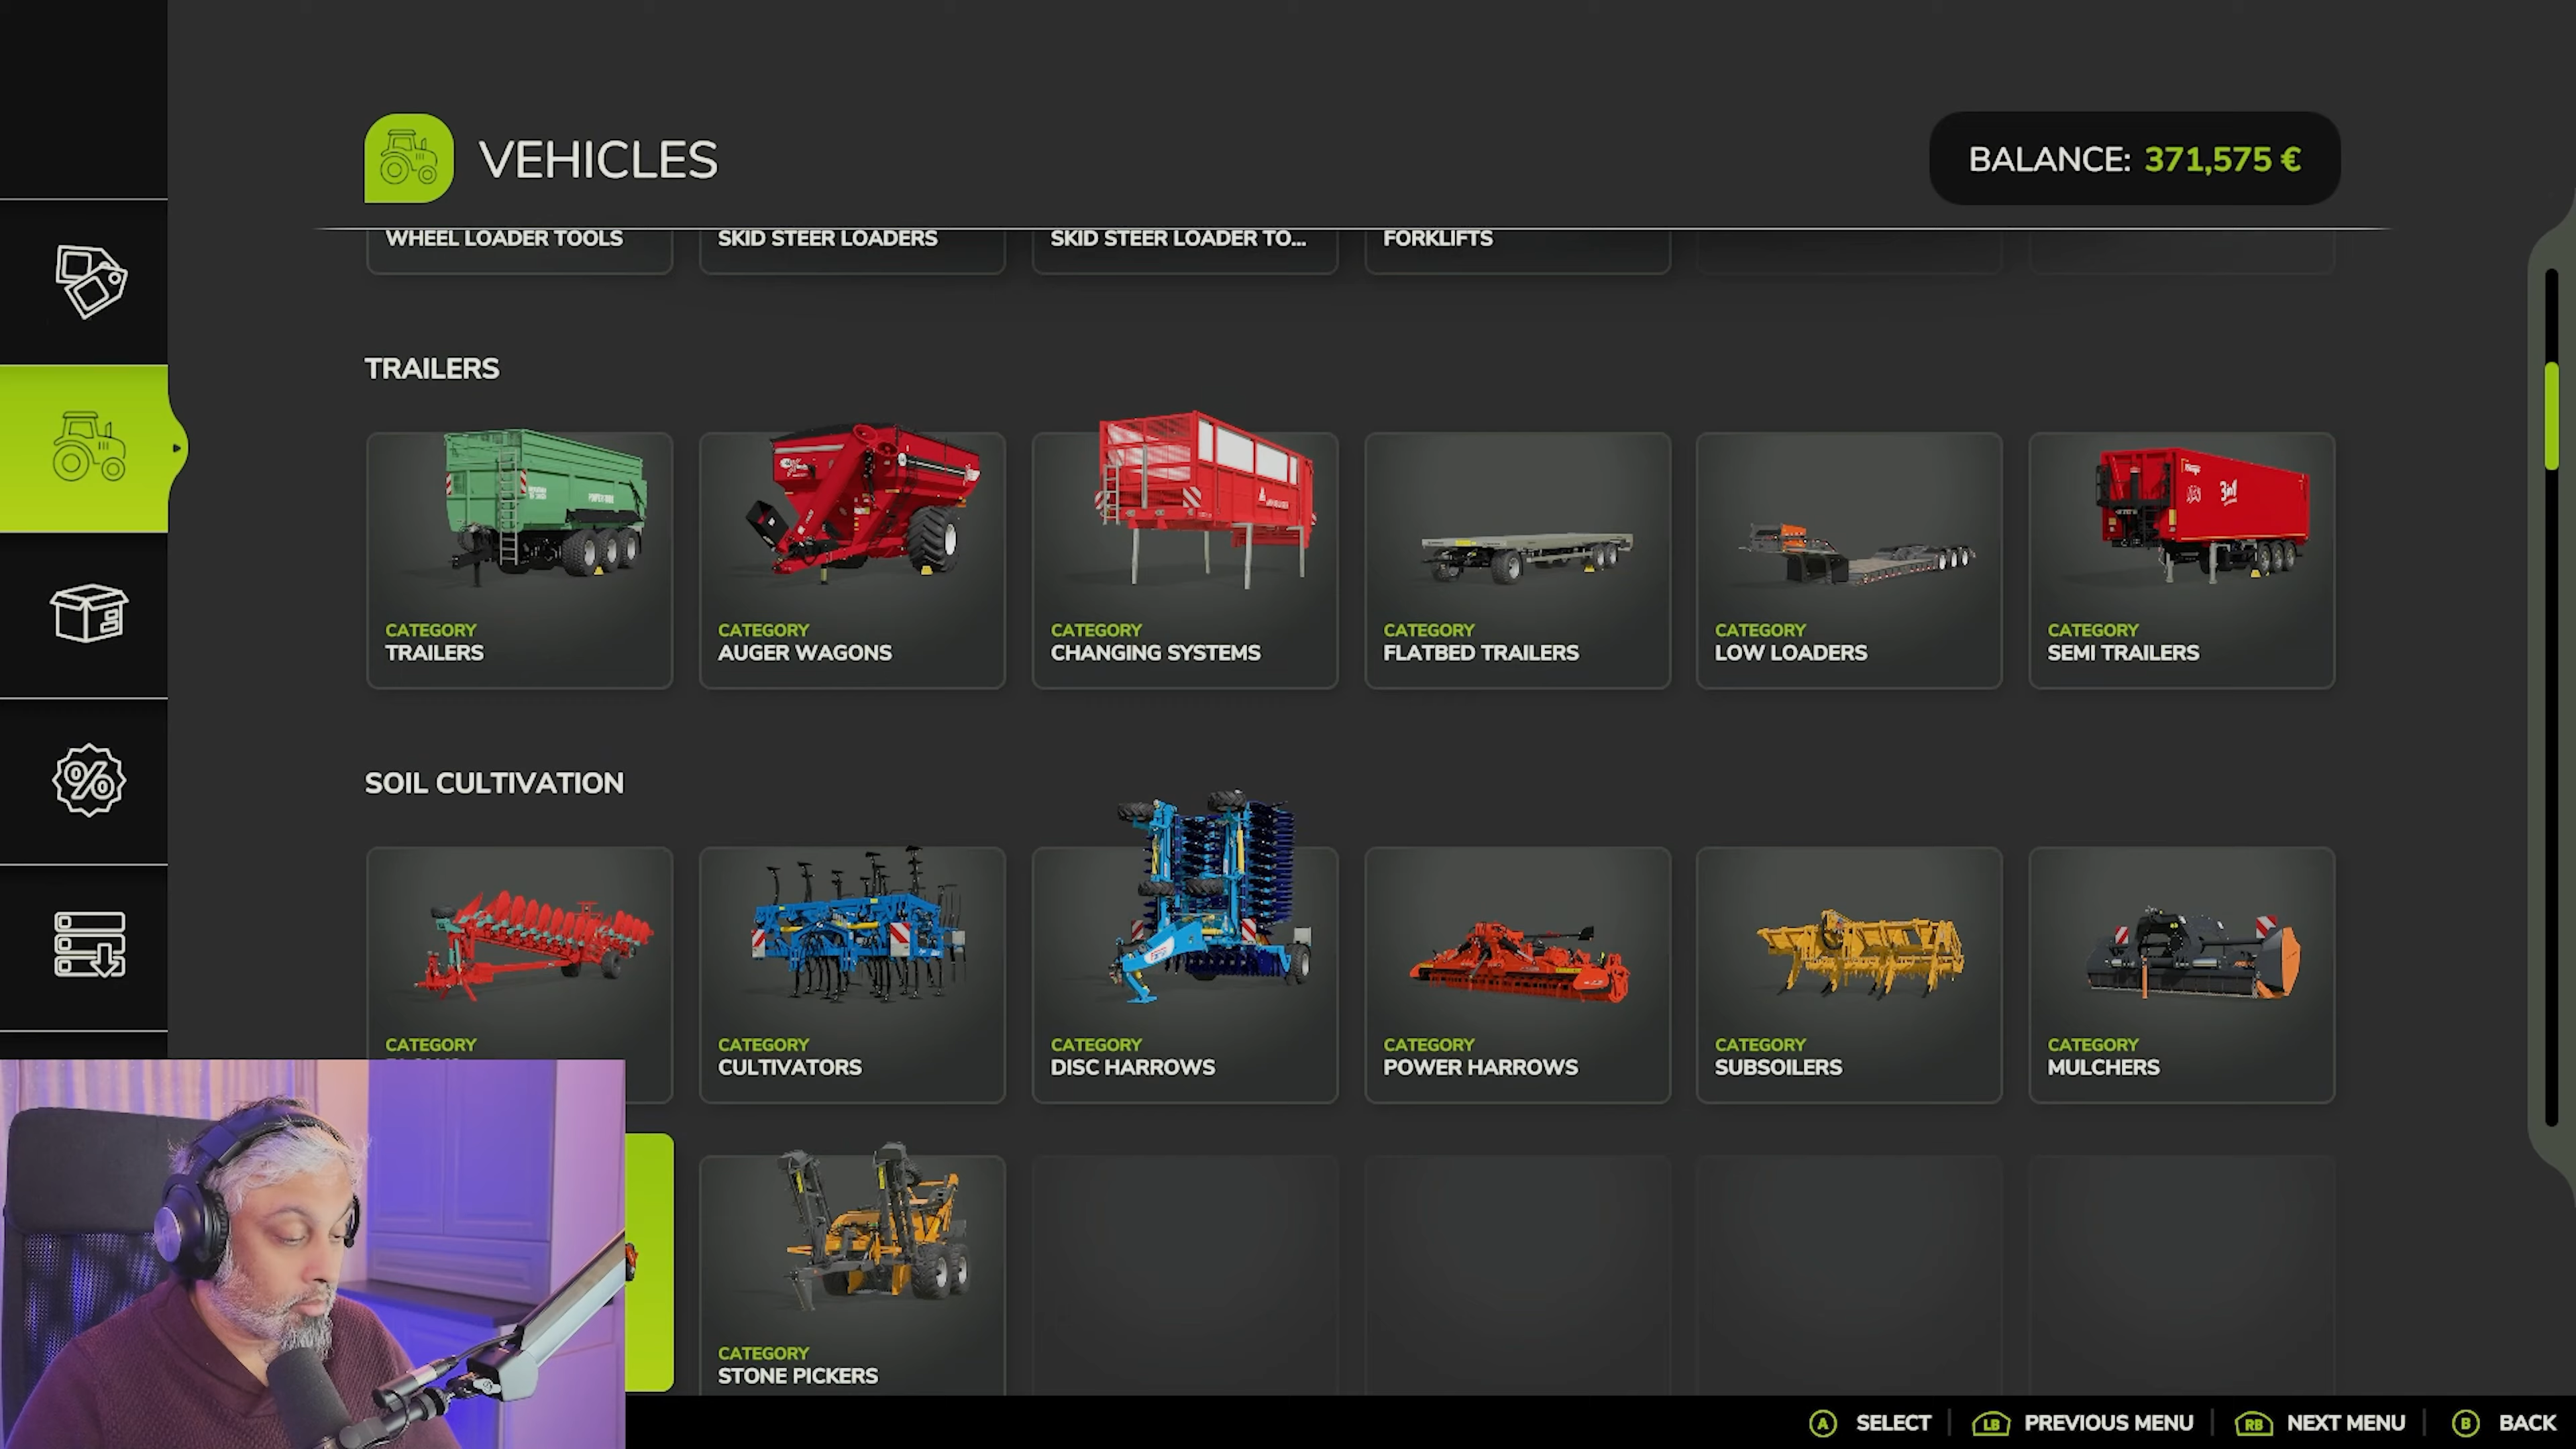 VEHICLES
BALANCE: 371,575 €
WHEEL LOADER TOOLS
SKID STEER LOADERS
SKID STEER LOADER TO...
FORKLIFTS
TRAILERS
CATEGORY
TRAILERS
CATEGORY
AUGER WAGONS
CATEGORY
CHANGING SYSTEMS
CATEGORY
FLATBED TRAILERS
CATEGORY
LOW LOADERS
CATEGORY
SEMI TRAILERS
SOIL CULTIVATION
CATEGORY
CATEGORY
CULTIVATORS
CATEGORY
DISC HARROWS
CATEGORY
POWER HARROWS
CATEGORY
SUBSOILERS
CATEGORY
MULCHERS
CATEGORY
STONE PICKERS
A SELECT
LB PREVIOUS MENU
RB NEXT MENU
B BACK